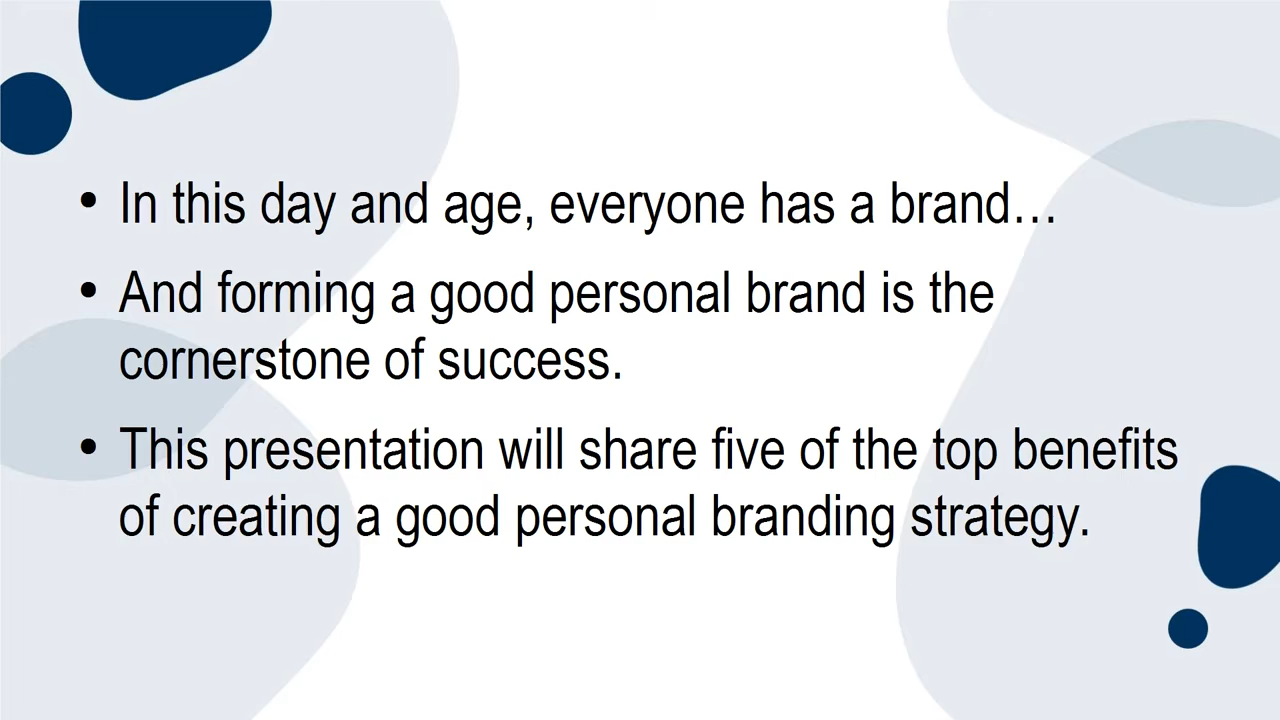 • In this day and age, everyone has a brand…
• And forming a good personal brand is the
cornerstone of success.
• This presentation will share five of the top benefits
of creating a good personal branding strategy.